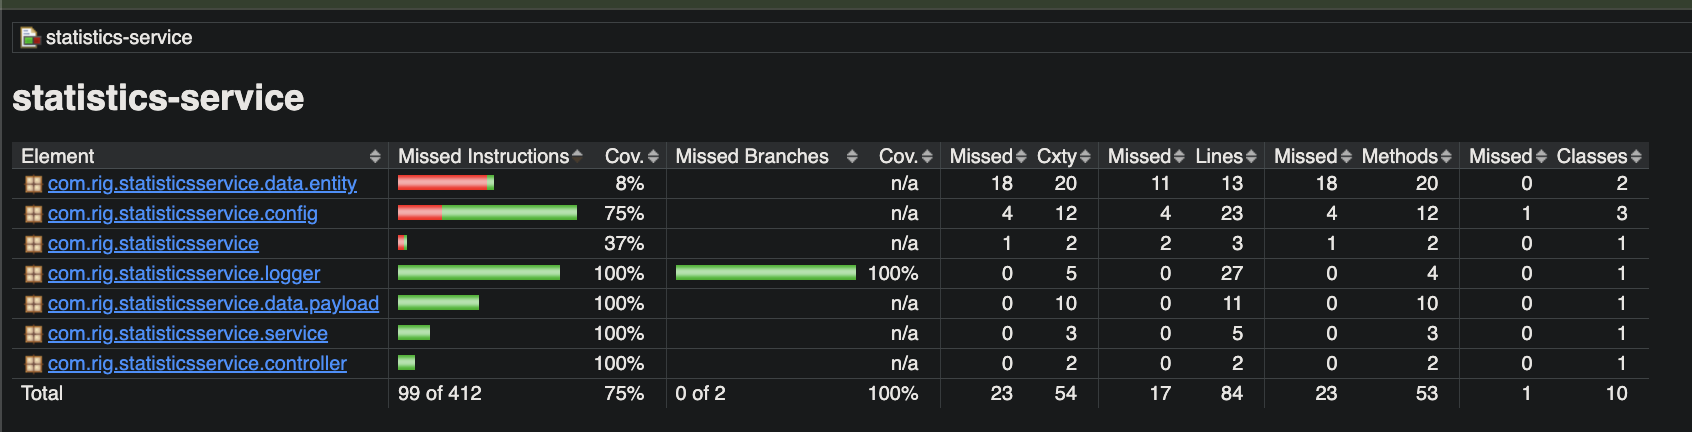 statistics-service
statistics-service
Element Missed Instructions Cov. Missed Branches Cov. Missed Cxty Missed Lines Missed Methods Missed Classes
com.rig.statisticsservice.data.entity 8% n/a 18 20 11 13 18 20 0 2
com.rig.statisticsservice.config 75% n/a 4 12 4 23 4 12 1 3
com.rig.statisticsservice 37% n/a 1 2 2 3 1 2 0 1
com.rig.statisticsservice.logger 100% 100% 0 5 0 27 0 4 0 1
com.rig.statisticsservice.data.payload 100% n/a 0 10 0 11 0 10 0 1
com.rig.statisticsservice.service 100% n/a 0 3 0 5 0 3 0 1
com.rig.statisticsservice.controller 100% n/a 0 2 0 2 0 2 0 1
Total 99 of 412 75% 0 of 2 100% 23 54 17 84 23 53 1 10